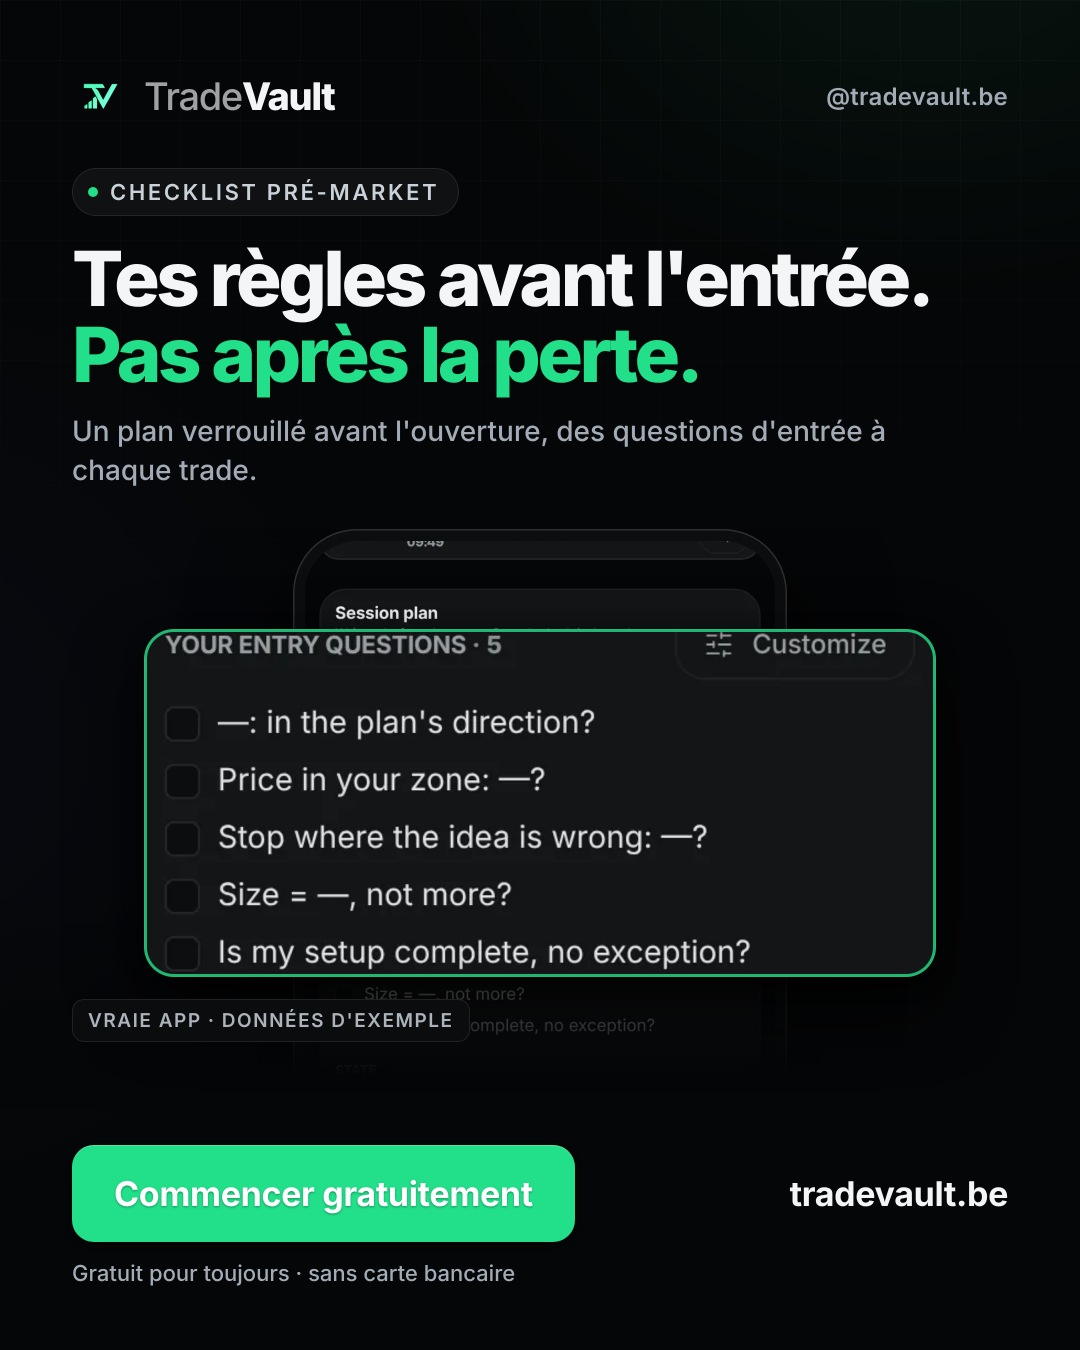 TradeVault
@tradevault.be
CHECKLIST PRÉ-MARKET
Tes règles avant l'entrée.
Pas après la perte.
Un plan verrouillé avant l'ouverture, des questions d'entrée à
chaque trade.
09:49
Session plan
YOUR ENTRY QUESTIONS · 5
Customize
—: in the plan's direction?
Price in your zone: —?
Stop where the idea is wrong: —?
Size = —, not more?
Is my setup complete, no exception?
Size = —, not more?
VRAIE APP · DONNÉES D'EXEMPLE
omplete, no exception?
STATE
Commencer gratuitement
tradevault.be
Gratuit pour toujours · sans carte bancaire